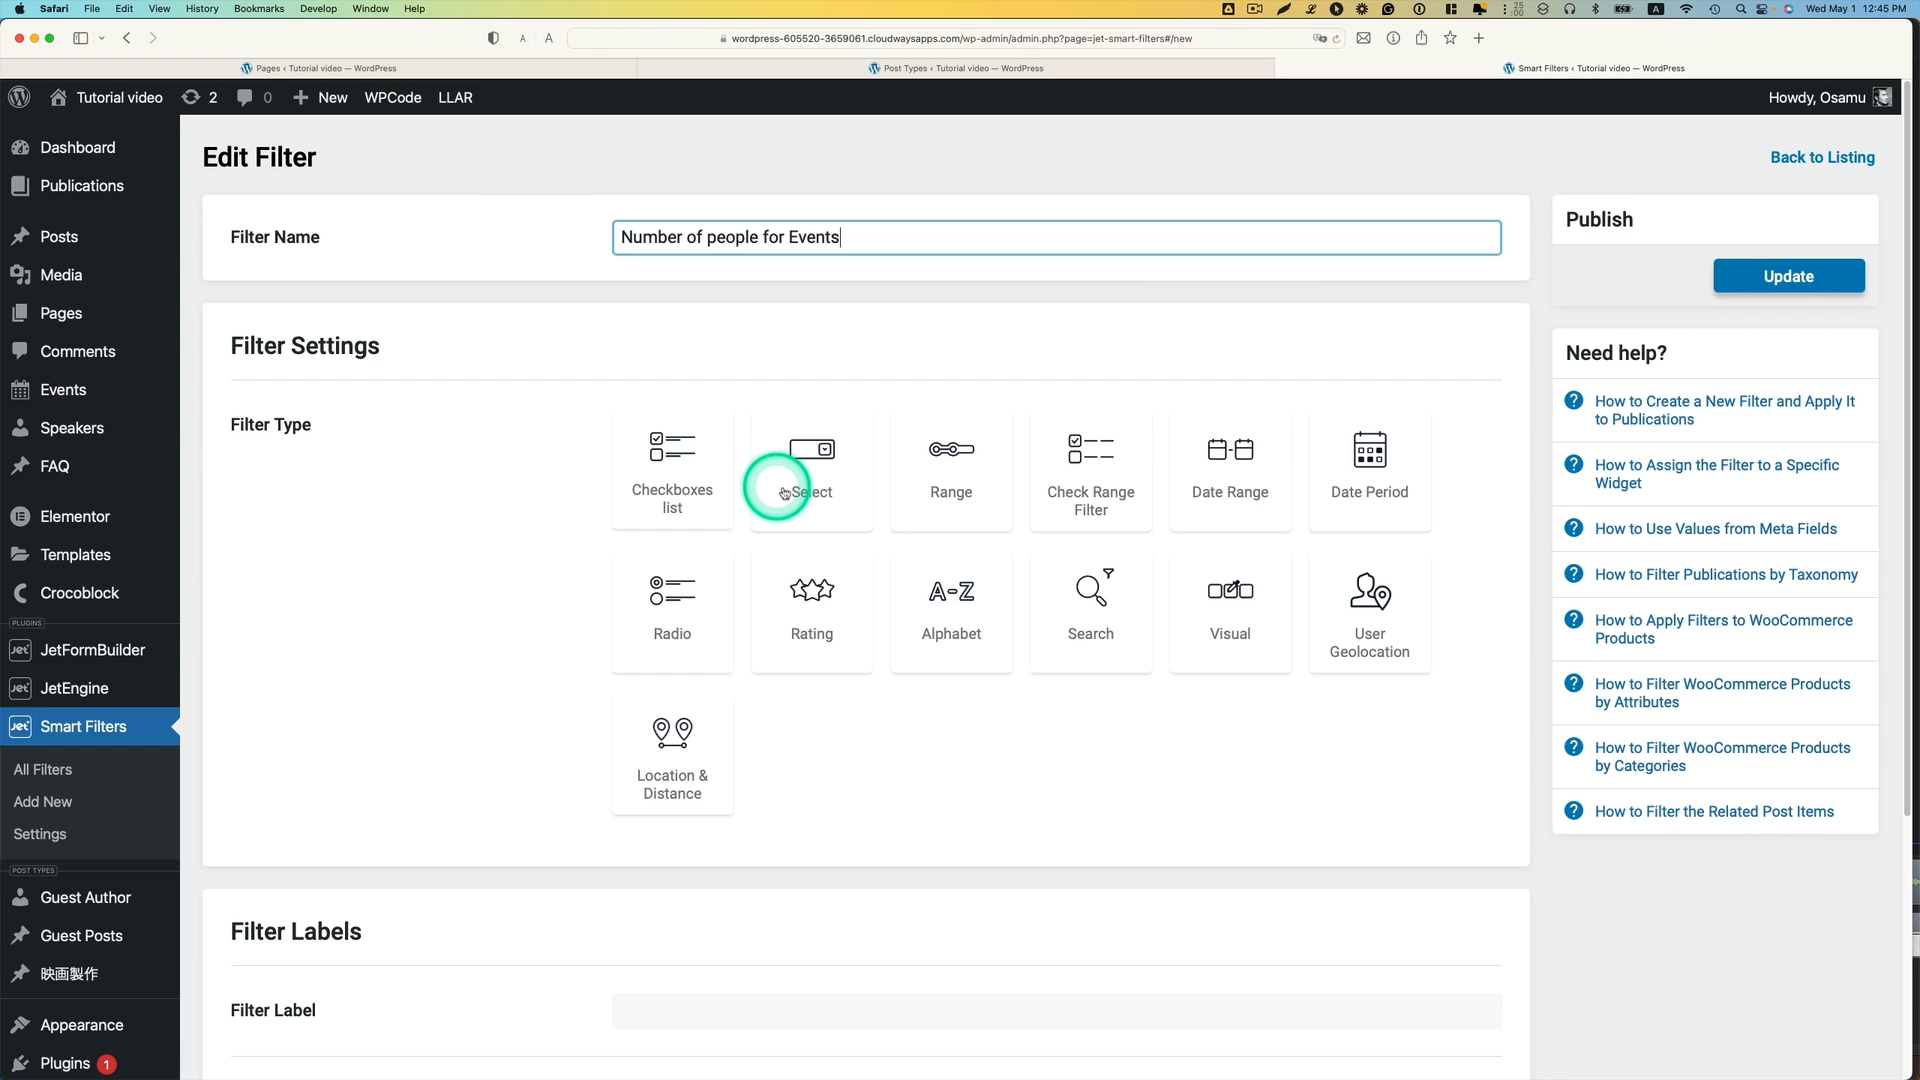 Safari File Edit View History Bookmarks Develop Window Help
25
00
A
Wed May 1 12:45 PM
A A
wordpress-605520-3659061.cloudwaysapps.com/wp-admin/admin.php?page=jet-smart-filters#/new
Pages ‹ Tutorial video — WordPress
Post Types ‹ Tutorial video — WordPress
Smart Filters ‹ Tutorial video — WordPress
Tutorial video 2 0 New WPCode LLAR
Howdy, Osamu
Dashboard
Publications
Posts
Media
Pages
Comments
Events
Speakers
FAQ
Elementor
Templates
Crocoblock
PLUGINS
Jet JetFormBuilder
Jet JetEngine
Jet Smart Filters
All Filters
Add New
Settings
POST TYPES
Guest Author
Guest Posts
映画製作
Appearance
Plugins 1
Edit Filter
Back to Listing
Filter Name
Number of people for Events
Filter Settings
Filter Type
Checkboxes
list
Select
Range
Check Range
Filter
Date Range
Date Period
Radio
Rating
A-Z
Alphabet
Search
Visual
User
Geolocation
Location &
Distance
Filter Labels
Filter Label
Publish
Update
Need help?
? How to Create a New Filter and Apply It
to Publications
? How to Assign the Filter to a Specific
Widget
? How to Use Values from Meta Fields
? How to Filter Publications by Taxonomy
? How to Apply Filters to WooCommerce
Products
? How to Filter WooCommerce Products
by Attributes
? How to Filter WooCommerce Products
by Categories
? How to Filter the Related Post Items